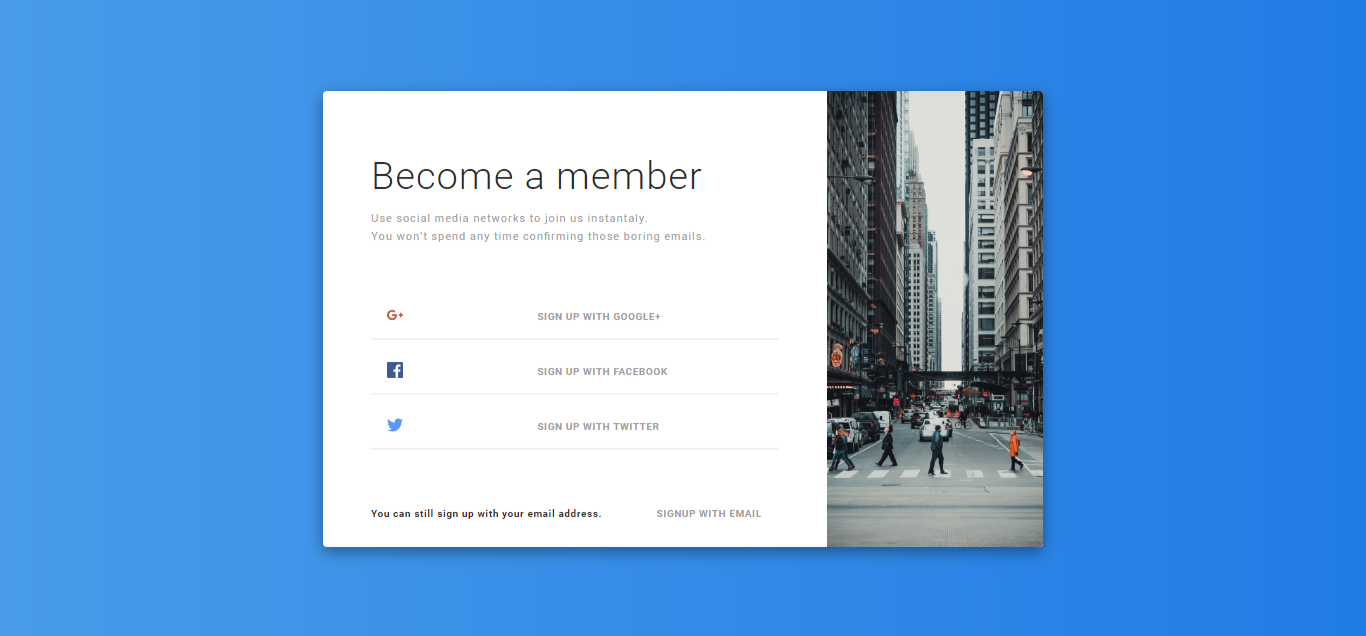 Become a member
Use social media networks to join us instantaly.
You won't spend any time confirming those boring emails.
G+
SIGN UP WITH GOOGLE+
SIGN UP WITH FACEBOOK
SIGN UP WITH TWITTER
You can still sign up with your email address.
SIGNUP WITH EMAIL